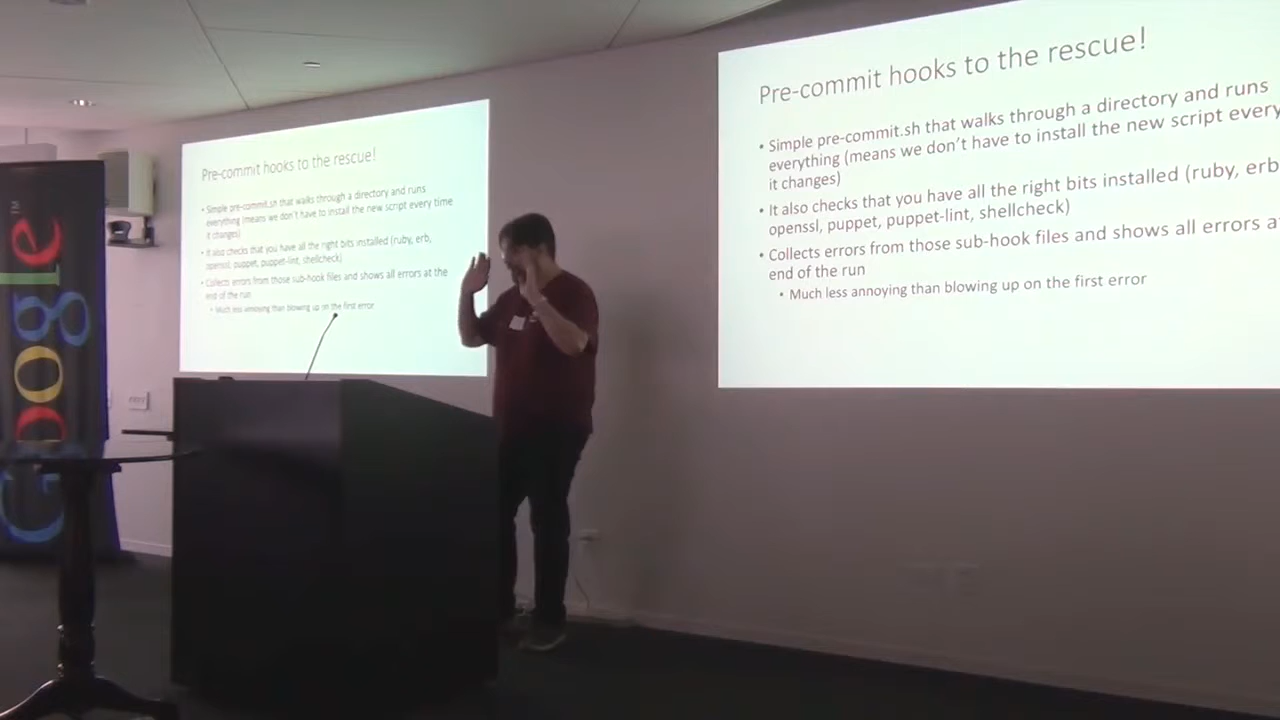 Google
TM
Pre-commit hooks to the rescue!
• Simple pre-commit.sh that walks through a directory and runs
everything (means we don't have to install the new script every time
it changes)
• It also checks that you have all the right bits installed (ruby, erb,
openssl, puppet, puppet-lint, shellcheck)
• Collects errors from those sub-hook files and shows all errors at the
end of the run
• Much less annoying than blowing up on the first error
Pre-commit hooks to the rescue!
• Simple pre-commit.sh that walks through a directory and runs
everything (means we don't have to install the new script every
it changes)
• It also checks that you have all the right bits installed (ruby, erb
openssl, puppet, puppet-lint, shellcheck)
• Collects errors from those sub-hook files and shows all errors a
end of the run
• Much less annoying than blowing up on the first error